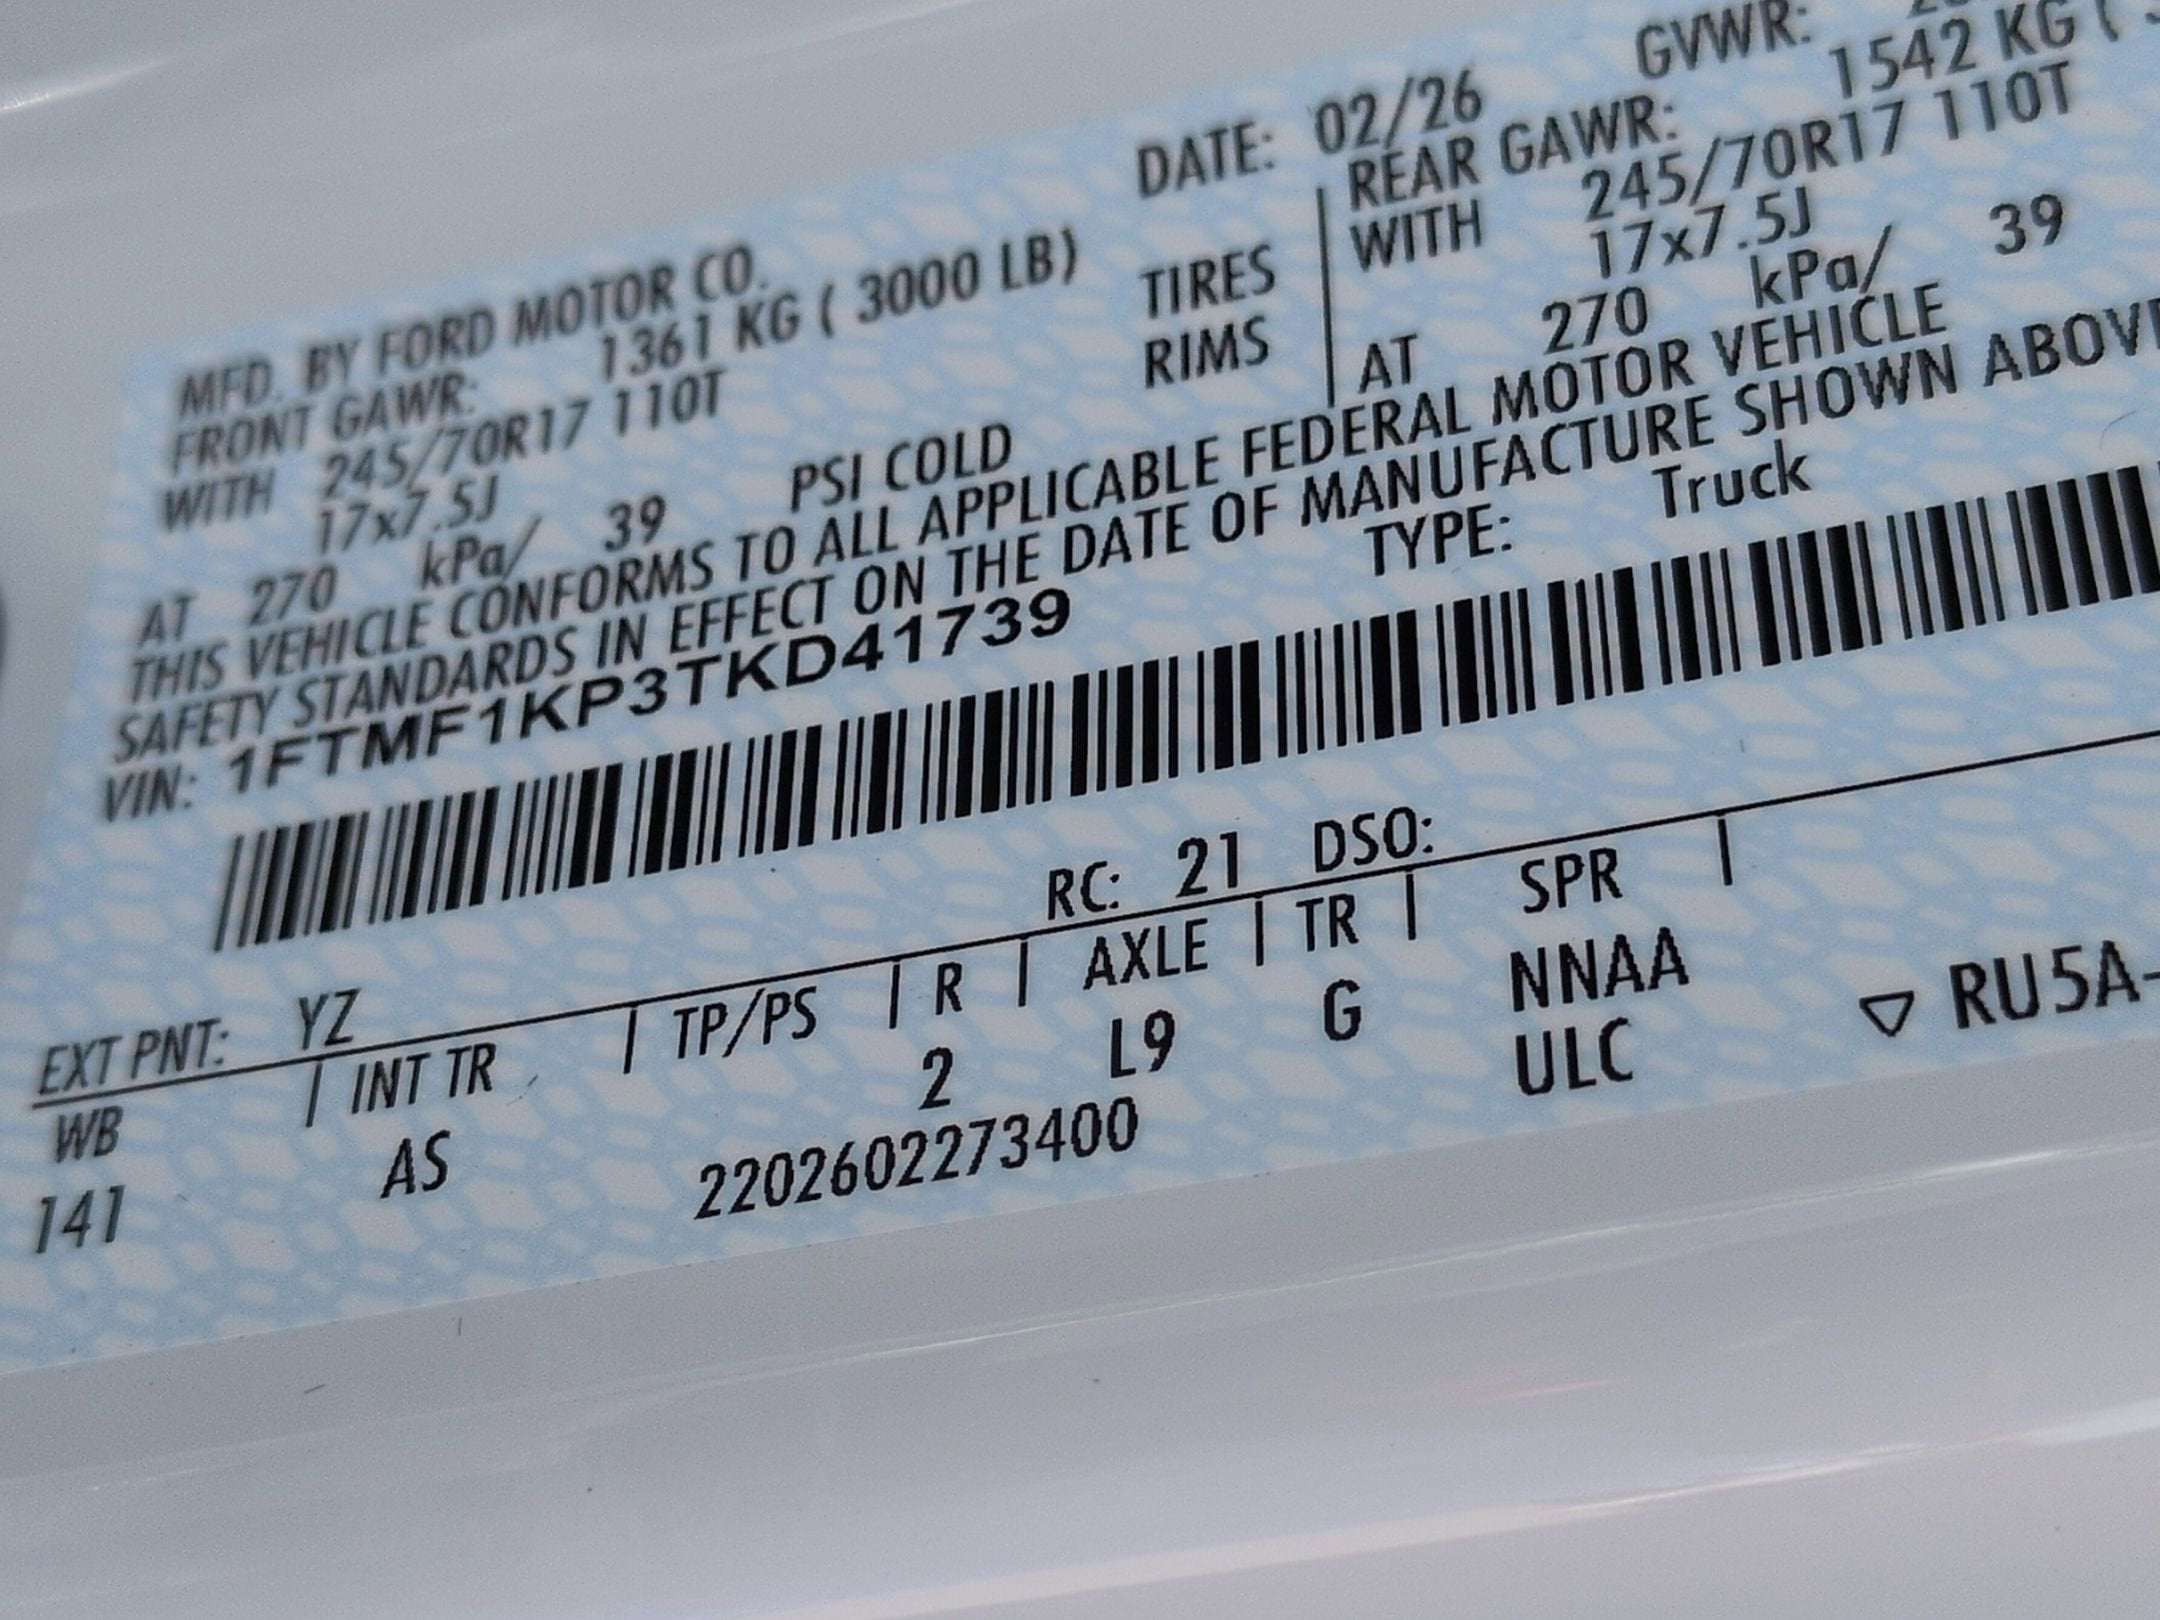 MFD. BY FORD MOTOR CO.
DATE: 02/26
GVWR:
FRONT GAWR: 1361 KG ( 3000 LB)
REAR GAWR: 1542 KG (
WITH 245/70R17 110T
TIRES
WITH 245/70R17 110T
17x7.5J
RIMS
17x7.5J
AT 270 kPa/ 39 PSI COLD
AT 270 kPa/ 39
THIS VEHICLE CONFORMS TO ALL APPLICABLE FEDERAL MOTOR VEHICLE
SAFETY STANDARDS IN EFFECT ON THE DATE OF MANUFACTURE SHOWN ABOVE
VIN: 1FTMF1KP3TKD41739
TYPE: Truck
EXT PNT: YZ
RC: 21 DSO:
WB | INT TR | TP/PS | R | AXLE | TR | SPR |
141 AS 2 L9 G NNAA
2202602273400 ULC
▽ RU5A-